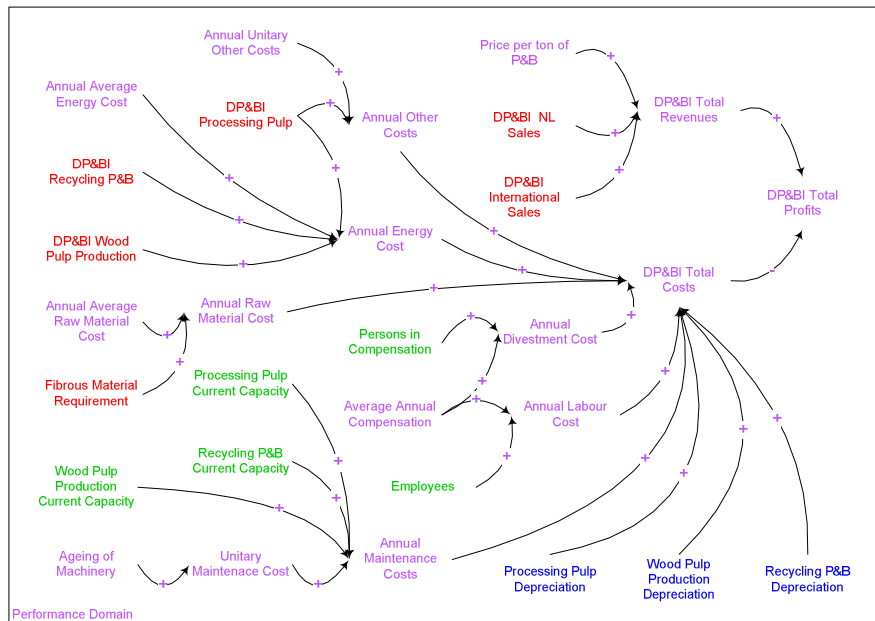 Annual Unitary
Other Costs
Price per ton of
P&B
Annual Average
Energy Cost
DP&BI
Processing Pulp
Annual Other
Costs
DP&BI NL
Sales
DP&BI Total
Revenues
DP&BI
Recycling P&B
DP&BI
International
Sales
DP&BI Total
Profits
DP&BI Wood
Pulp Production
Annual Energy
Cost
DP&BI Total
Costs
Annual Average
Raw Material
Cost
Annual Raw
Material Cost
Persons in
Compensation
Annual
Divestment Cost
Fibrous Material
Requirement
Processing Pulp
Current Capacity
Average Annual
Compensation
Annual Labour
Cost
Wood Pulp
Production
Current Capacity
Recycling P&B
Current Capacity
Employees
Ageing of
Machinery
Unitary
Maintenace Cost
Annual
Maintenance
Costs
Processing Pulp
Depreciation
Wood Pulp
Production
Depreciation
Recycling P&B
Depreciation
Performance Domain